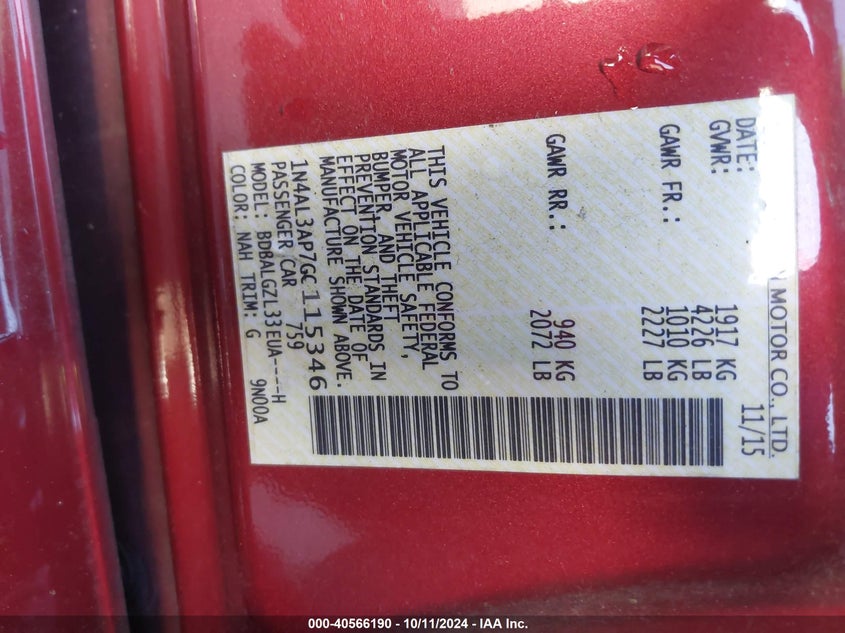 MOTOR CO., LTD.
DATE: 11/15
GVWR: 1917 KG
4226 LB
GAWR FR.: 1010 KG
2227 LB
GAWR RR.: 940 KG
2072 LB
THIS VEHICLE CONFORMS TO
ALL APPLICABLE FEDERAL
MOTOR VEHICLE SAFETY,
BUMPER, AND THEFT
PREVENTION STANDARDS IN
EFFECT ON THE DATE OF
MANUFACTURE SHOWN ABOVE.
1N4AL3AP7GC115346
PASSENGER CAR 7S9
MODEL: BDBALGZL33EUA----H
COLOR: NAH TRIM: G 9N00A
000-40566190 - 10/11/2024 - IAA Inc.